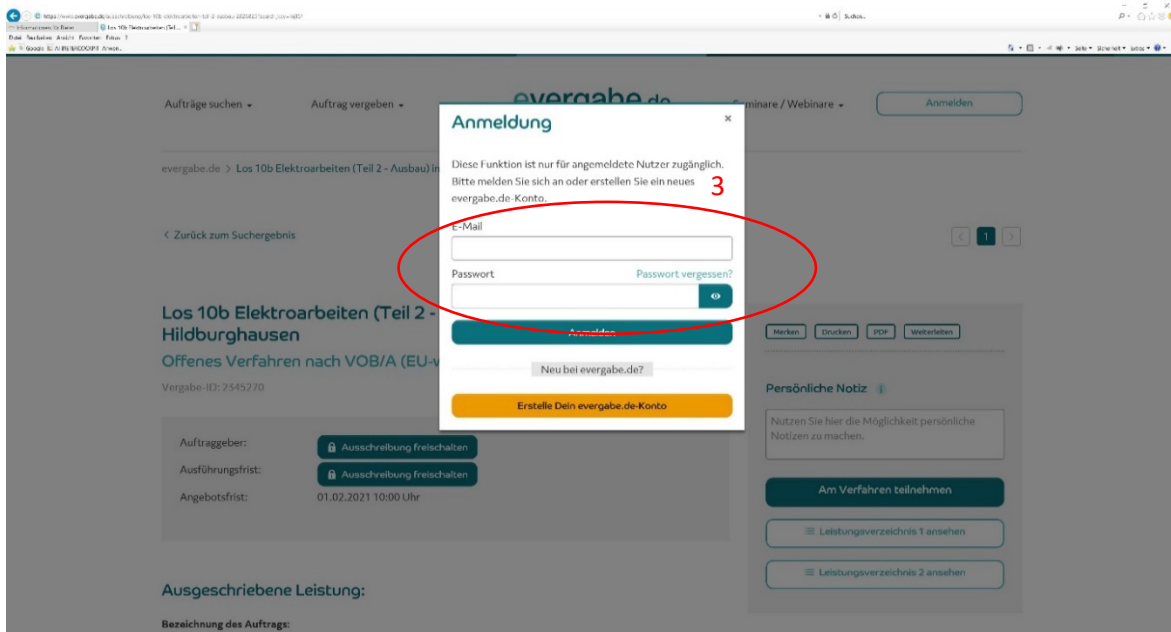 Datei Bearbeiten Ansicht Favoriten Extras ?
Aufträge suchen
Auftrag vergeben
evergabe.de
Seminare / Webinare
Anmelden
evergabe.de > Los 10b Elektroarbeiten (Teil 2 - Ausbau) in
< Zurück zum Suchergebnis
< 1 >
Anmeldung ×
Diese Funktion ist nur für angemeldete Nutzer zugänglich.
Bitte melden Sie sich an oder erstellen Sie ein neues
evergabe.de-Konto.
3
E-Mail
Passwort Passwort vergessen?
Anmelden
Neu bei evergabe.de?
Erstelle Dein evergabe.de-Konto
Los 10b Elektroarbeiten (Teil 2 -
Hildburghausen
Offenes Verfahren nach VOB/A (EU-
Vergabe-ID: 2345270
Auftraggeber: Ausschreibung freischalten
Ausführungsfrist: Ausschreibung freischalten
Angebotsfrist: 01.02.2021 10:00 Uhr
Merken Drucken PDF Weiterleiten
Persönliche Notiz i
Nutzen Sie hier die Möglichkeit persönliche
Notizen zu machen.
Am Verfahren teilnehmen
Leistungsverzeichnis 1 ansehen
Leistungsverzeichnis 2 ansehen
Ausgeschriebene Leistung:
Bezeichnung des Auftrags: